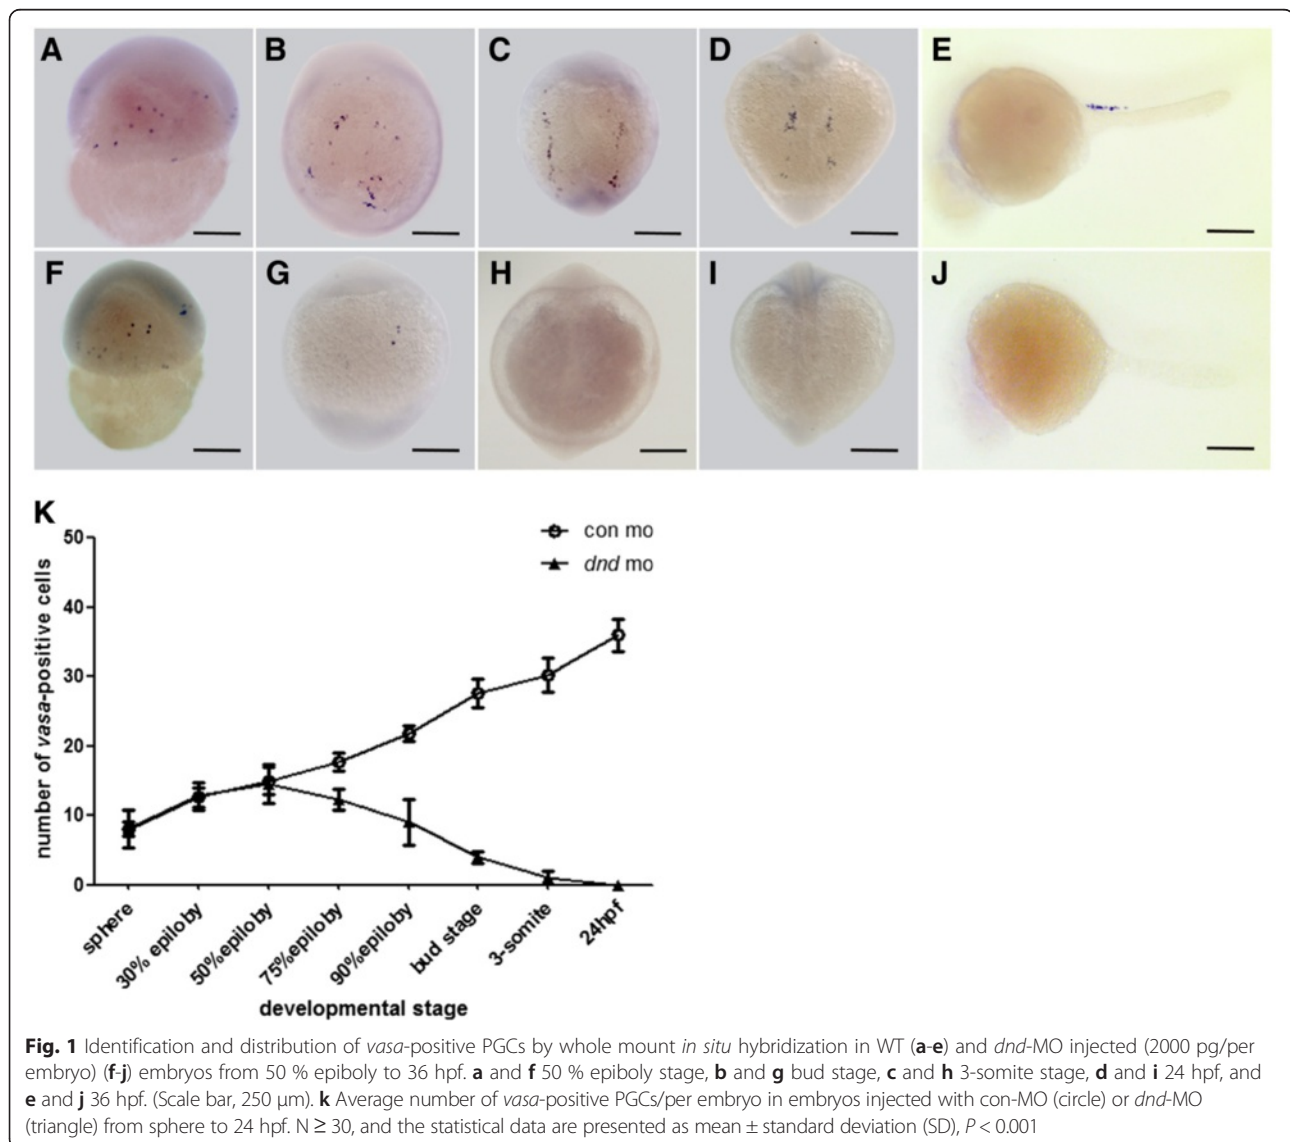 A
B
C
D
E
F
G
H
I
J
K
con mo
dnd mo
number of vasa-positive cells
50
40
30
20
10
0
sphere
30% epiloby
50%epiloby
75%epiloby
90%epiloby
bud stage
3-somite
24hpf
developmental stage
Fig. 1 Identification and distribution of vasa-positive PGCs by whole mount in situ hybridization in WT (a-e) and dnd-MO injected (2000 pg/per
embryo) (f-j) embryos from 50 % epiboly to 36 hpf. a and f 50 % epiboly stage, b and g bud stage, c and h 3-somite stage, d and i 24 hpf, and
e and j 36 hpf. (Scale bar, 250 μm). k Average number of vasa-positive PGCs/per embryo in embryos injected with con-MO (circle) or dnd-MO
(triangle) from sphere to 24 hpf. N ≥ 30, and the statistical data are presented as mean ± standard deviation (SD), P < 0.001